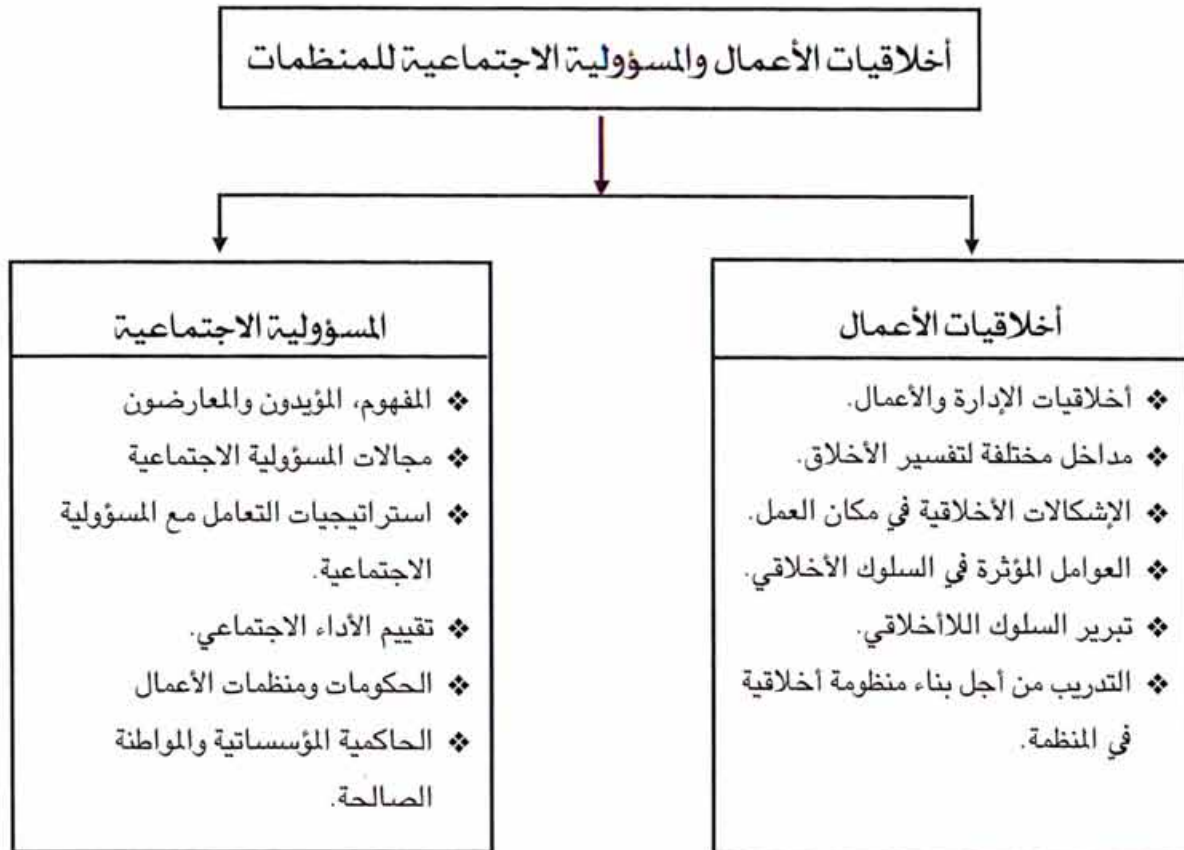 أخلاقيات الأعمال والمسؤولية الاجتماعية للمنظمات
أخلاقيات الأعمال
❖ أخلاقيات الإدارة والأعمال.
❖ مداخل مختلفة لتفسير الأخلاق.
❖ الإشكالات الأخلاقية في مكان العمل.
❖ العوامل المؤثرة في السلوك الأخلاقي.
❖ تبرير السلوك اللاأخلاقي.
❖ التدريب من أجل بناء منظومة أخلاقية
في المنظمة.
المسؤولية الاجتماعية
❖ المفهوم، المؤيدون والمعارضون
❖ مجالات المسؤولية الاجتماعية
❖ استراتيجيات التعامل مع المسؤولية
الاجتماعية.
❖ تقييم الأداء الاجتماعي.
❖ الحكومات ومنظمات الأعمال
❖ الحاكمية المؤسساتية والمواطنة
الصالحة.